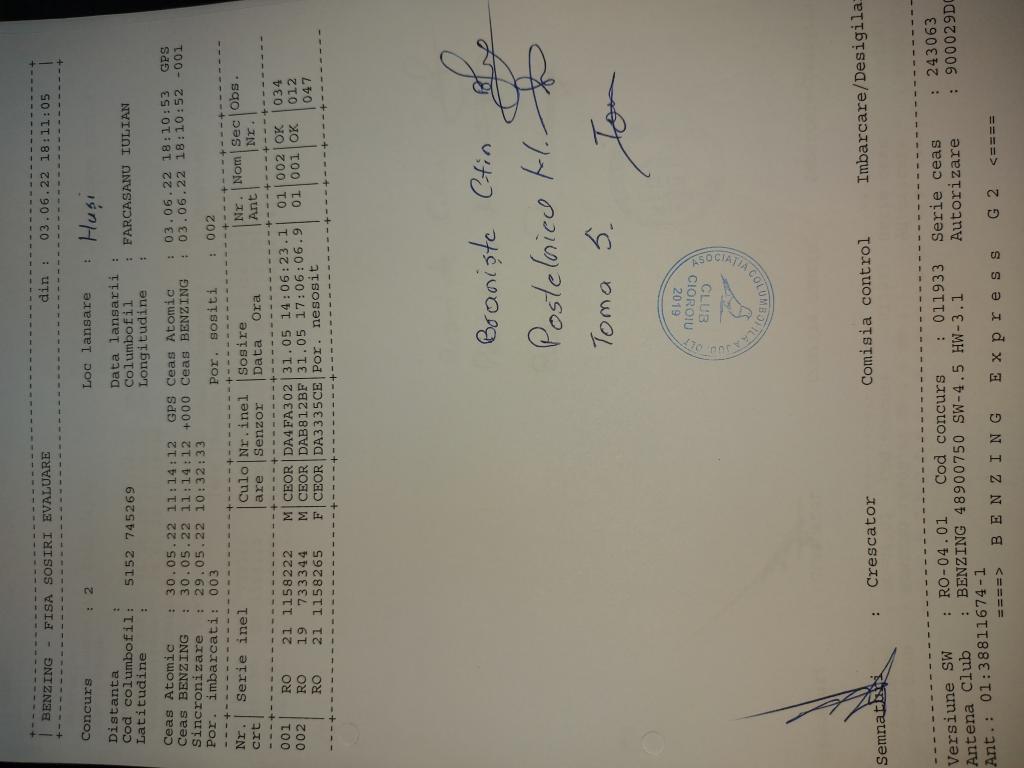 +------------------------------------------------------------------------------+
| BENZING - FISA SOSIRI EVALUARE din : 03.06.22 18:11:05 |
+------------------------------------------------------------------------------+
Concurs : 2 Loc lansare : Huși
Distanta : Data lansarii :
Cod columbofil: 5152 745269 Columbofil : FARCASANU IULIAN
Latitudine : Longitudine :
Ceas Atomic : 30.05.22 11:14:12 GPS Ceas Atomic : 03.06.22 18:10:53 GPS
Ceas BENZING : 30.05.22 11:14:12 +000 Ceas BENZING : 03.06.22 18:10:52 -001
Sincronizare : 29.05.22 10:32:33
Por. imbarcati: 003 Por. sositi : 002
Nr.| Serie inel |Culo|Nr.inel |Sosire |Nr.|Nom|Sec|Obs.
crt| |are |Senzor |Data Ora |Ant| |Nr.|
001 | RO 21 1158222 M|CEOR|DA4FA302|31.05 14:06:23.1| 01|002|OK |034
002 | RO 19 733344 M|CEOR|DAB812BF|31.05 17:06:06.9| 01|001|OK |012
| RO 21 1158265 F|CEOR|DA3335CE|Por. nesosit | | | |047
Braniste Ctin
Postelnicu H.
Toma S.
ASOCIAȚIA COLUMBOFILA A JUD. OLT
CLUB
CIOROIU
2019
Semnaturi : Crescator Comisia control Imbarcare/Desigila
Versiune SW : RO-04.01 Cod concurs : 011933 Serie ceas : 243063
Antena Club : BENZING 48900750 SW-4.5 HW-3.1 Autorizare : 900029D
Ant.: 01:38811674-1
====> B E N Z I N G E x p r e s s G 2 <====